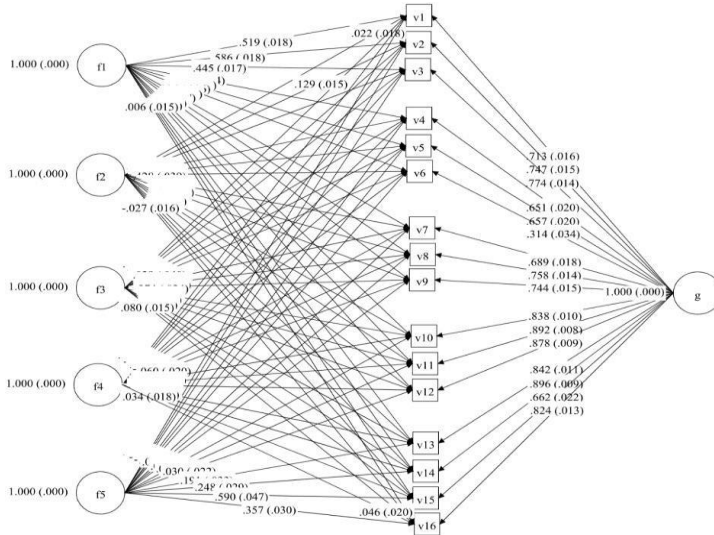 v1
.022 (.018)
.519 (.018)
v2
.586 (.018)
1.000 (.000)
f1
.445 (.017)
v3
.129 (.015)
.006 (.015)
v4
v5
.713 (.016)
.747 (.015)
1.000 (.000)
f2
v6
.774 (.014)
-.027 (.016)
.651 (.020)
.657 (.020)
v7
.314 (.034)
v8
.689 (.018)
.758 (.014)
v9
.744 (.015)
1.000 (.000)
f3
1.000 (.000)
g
.080 (.015)
.838 (.010)
v10
.892 (.008)
.878 (.009)
v11
1.000 (.000)
f4
v12
.842 (.011)
.034 (.018)
.896 (.009)
.662 (.022)
.824 (.013)
v13
v14
1.000 (.000)
f5
.248 (.029)
v15
.590 (.047)
.357 (.030)
.046 (.020)
v16